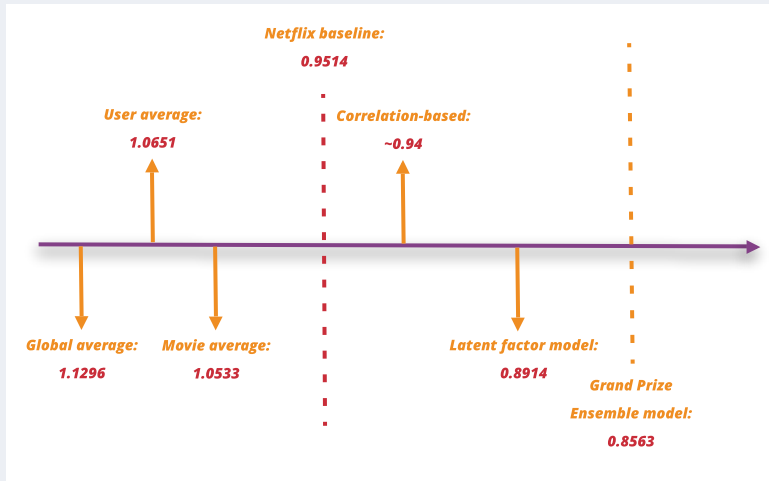 Netflix baseline:
0.9514
User average:
1.0651
Correlation-based:
~0.94
Global average:
1.1296
Movie average:
1.0533
Latent factor model:
0.8914
Grand Prize
Ensemble model:
0.8563